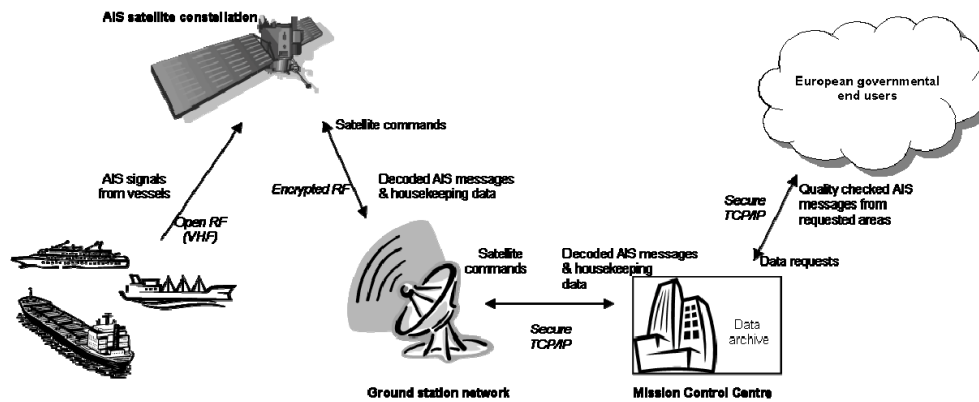 AIS satellite constellation
Satellite commands
AIS signals
from vessels
Encrypted RF
Decoded AIS messages
& housekeeping data
Open RF
(VHF)
European governmental
end users
Secure
TCP/IP
Quality checked AIS
messages from
requested areas
Data requests
Satellite
commands
Decoded AIS messages
& housekeeping
data
Secure
TCP/IP
Data
archive
Ground station network
Mission Control Centre